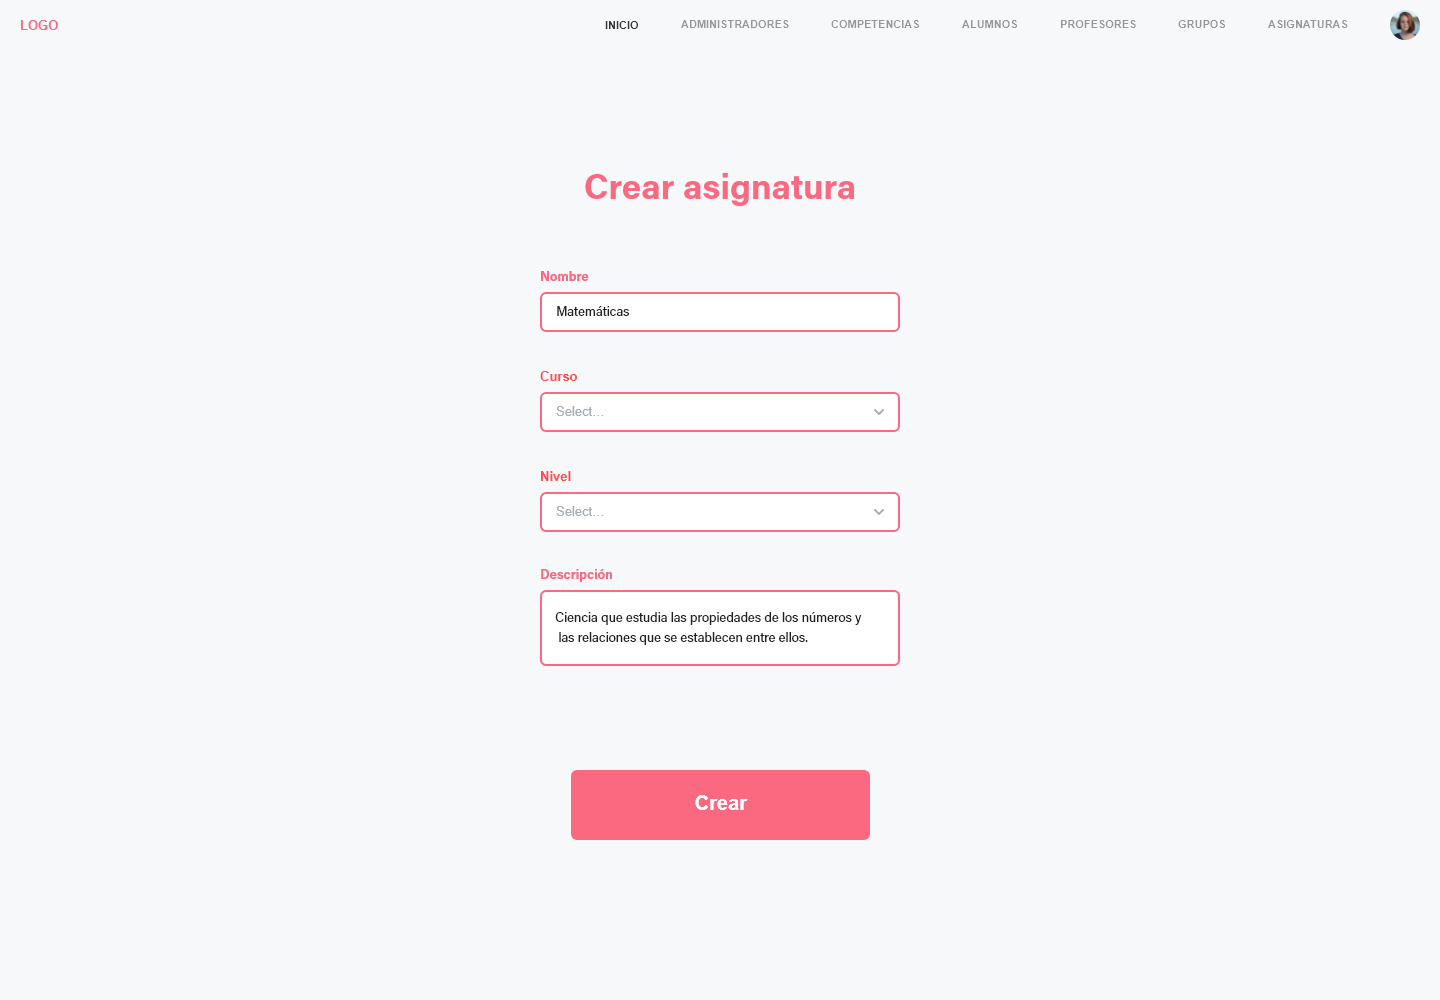 LOGO
INICIO
ADMINISTRADORES
COMPETENCIAS
ALUMNOS
PROFESORES
GRUPOS
ASIGNATURAS
Crear asignatura
Nombre
Matemáticas
Curso
Select...
Nivel
Select...
Descripción
Ciencia que estudia las propiedades de los números y
las relaciones que se establecen entre ellos.
Crear